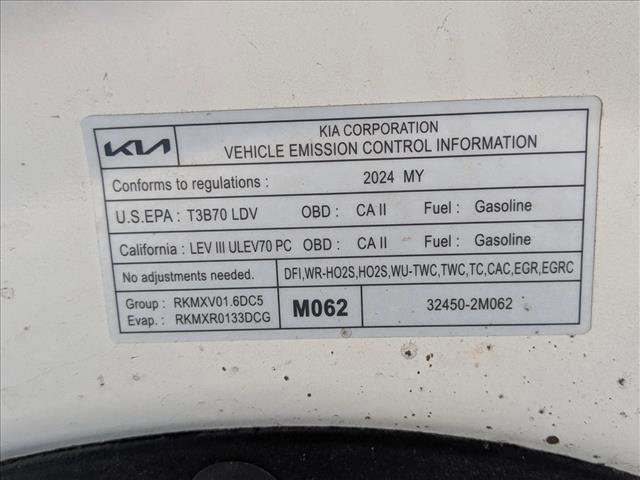 KIA
KIA CORPORATION
VEHICLE EMISSION CONTROL INFORMATION
Conforms to regulations : 2024 MY
U.S.EPA : T3B70 LDV OBD : CA II Fuel : Gasoline
California : LEV III ULEV70 PC OBD : CA II Fuel : Gasoline
No adjustments needed. DFI,WR-HO2S,HO2S,WU-TWC,TWC,TC,CAC,EGR,EGRC
Group : RKMXV01.6DC5 M062 32450-2M062
Evap. : RKMXR0133DCG